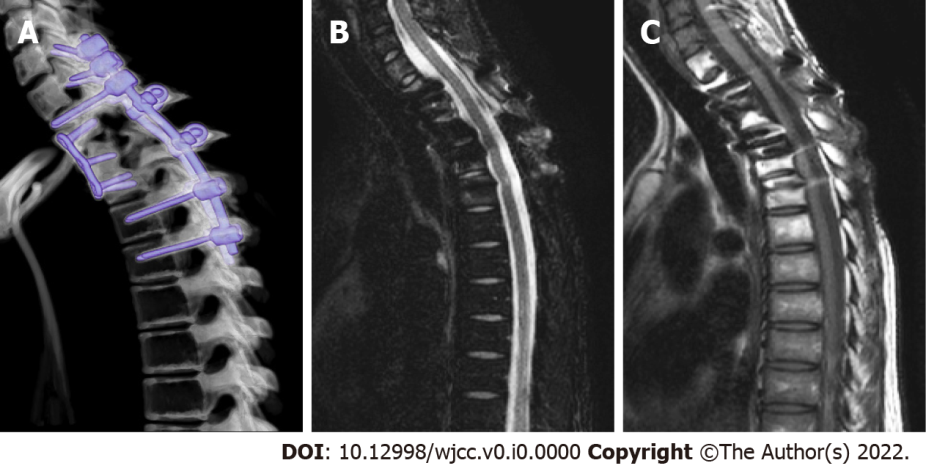 A
B
C
DOI: 10.12998/wjcc.v0.i0.0000 Copyright ©The Author(s) 2022.